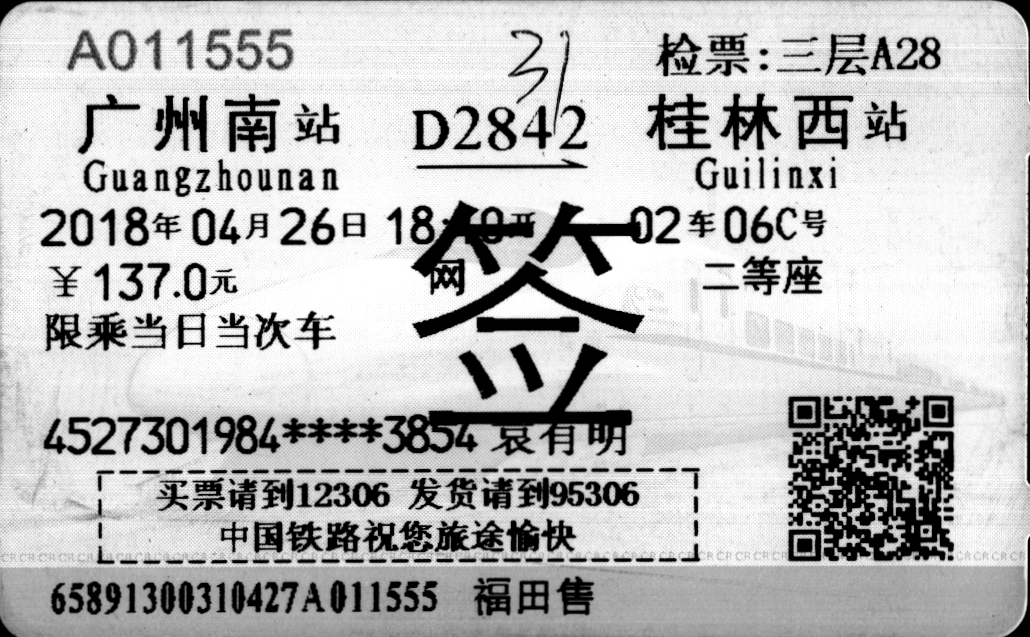 A011555 31 检票:三层A28
广州南站 D2842 桂林西站
Guangzhounan Guilinxi
2018年04月26日 18:40开 02车06C号
¥137.0元 网 二等座
签
限乘当日当次车
4527301984****3854 袁有明
买票请到12306 发货请到95306
中国铁路祝您旅途愉快
CRCRCRCRCRCRCRCRCRCRCRCR
65891300310427A011555 福田售